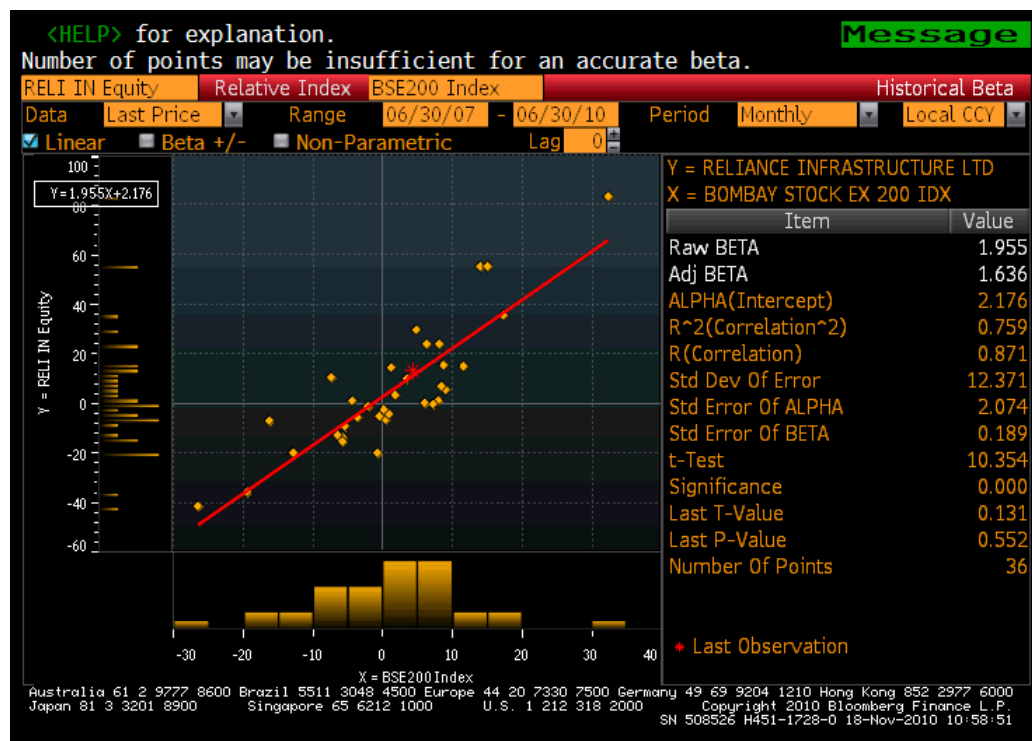 <HELP> for explanation. Message
Number of points may be insufficient for an accurate beta.
RELI IN Equity Relative Index BSE200 Index Historical Beta
Data Last Price Range 06/30/07 - 06/30/10 Period Monthly Local CCY
Linear Beta +/- Non-Parametric Lag 0
Y = RELIANCE INFRASTRUCTURE LTD
X = BOMBAY STOCK EX 200 IDX
Item Value
Raw BETA 1.955
Adj BETA 1.636
ALPHA(Intercept) 2.176
R^2(Correlation^2) 0.759
R(Correlation) 0.871
Std Dev Of Error 12.371
Std Error Of ALPHA 2.074
Std Error Of BETA 0.189
t-Test 10.354
Significance 0.000
Last T-Value 0.131
Last P-Value 0.552
Number Of Points 36
* Last Observation
Y=1.955X+2.176
Y = RELI IN Equity
100
80
60
40
20
0
-20
-40
-60
-30 -20 -10 0 10 20 30 40
X = BSE200 Index
Australia 61 2 9777 8600 Brazil 5511 3048 4500 Europe 44 20 7330 7500 Germany 49 69 9204 1210 Hong Kong 852 2977 6000
Japan 81 3 3201 8900 Singapore 65 6212 1000 U.S. 1 212 318 2000 Copyright 2010 Bloomberg Finance L.P.
SN 508526 H451-1728-0 18-Nov-2010 10:58:51